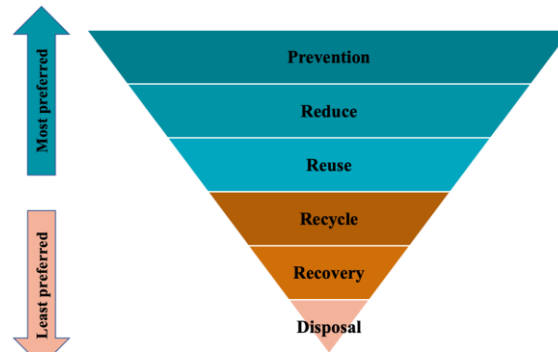 Most preferred
Prevention
Reduce
Reuse
Recycle
Recovery
Disposal
Least preferred